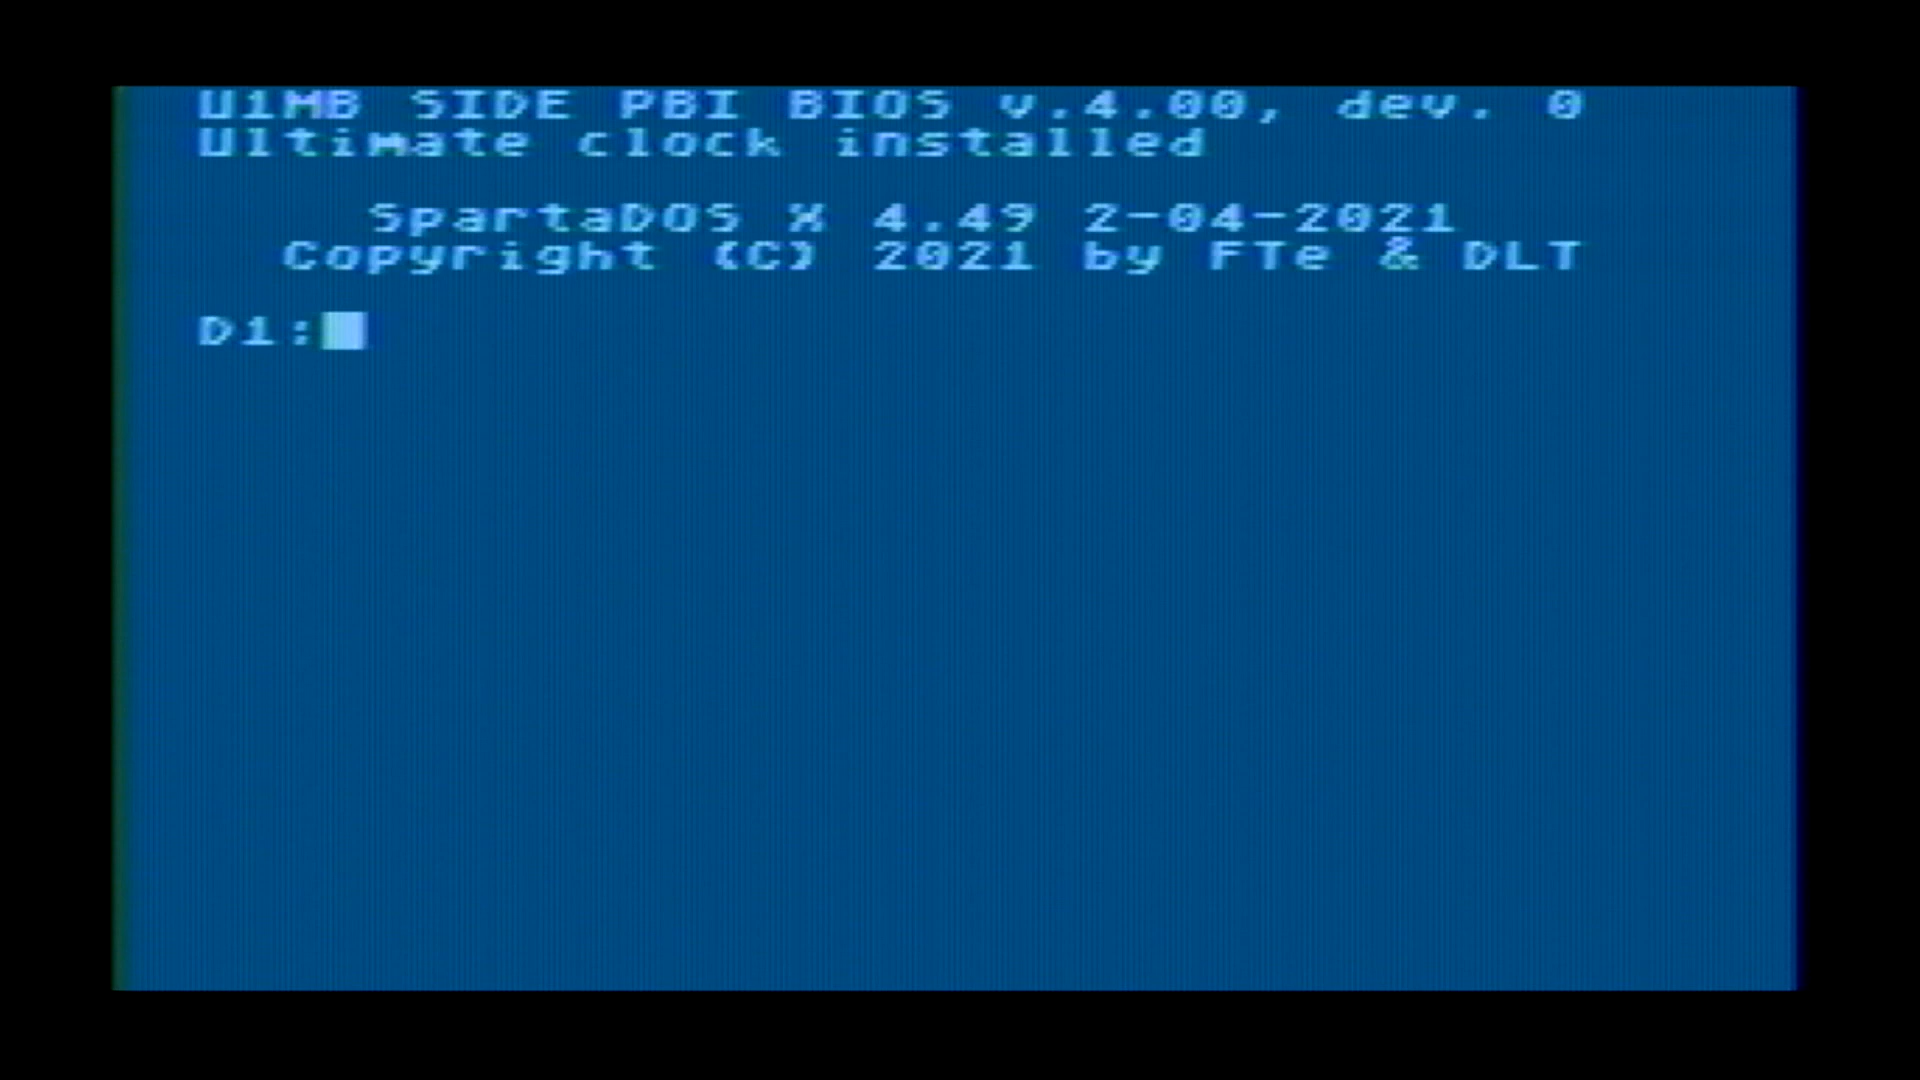 U1MB SIDE PBI BIOS v.4.00, dev. 0
Ultimate clock installed
SpartaDOS X 4.49 2-04-2021
Copyright (C) 2021 by FTe & DLT
D1: